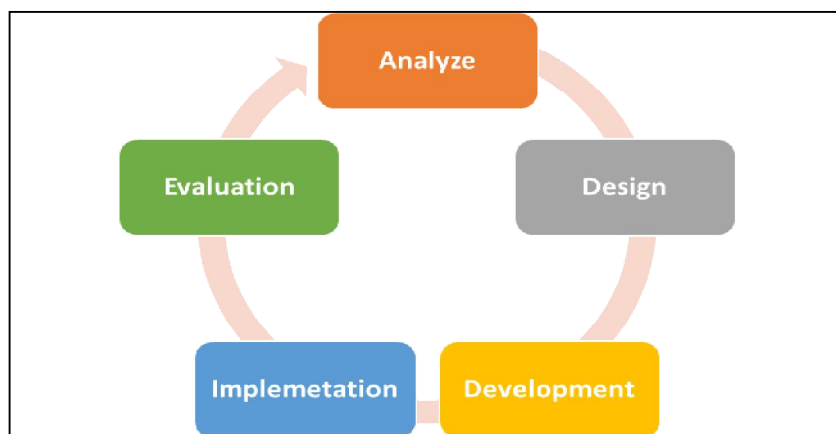 Analyze
Design
Development
Implemetation
Evaluation